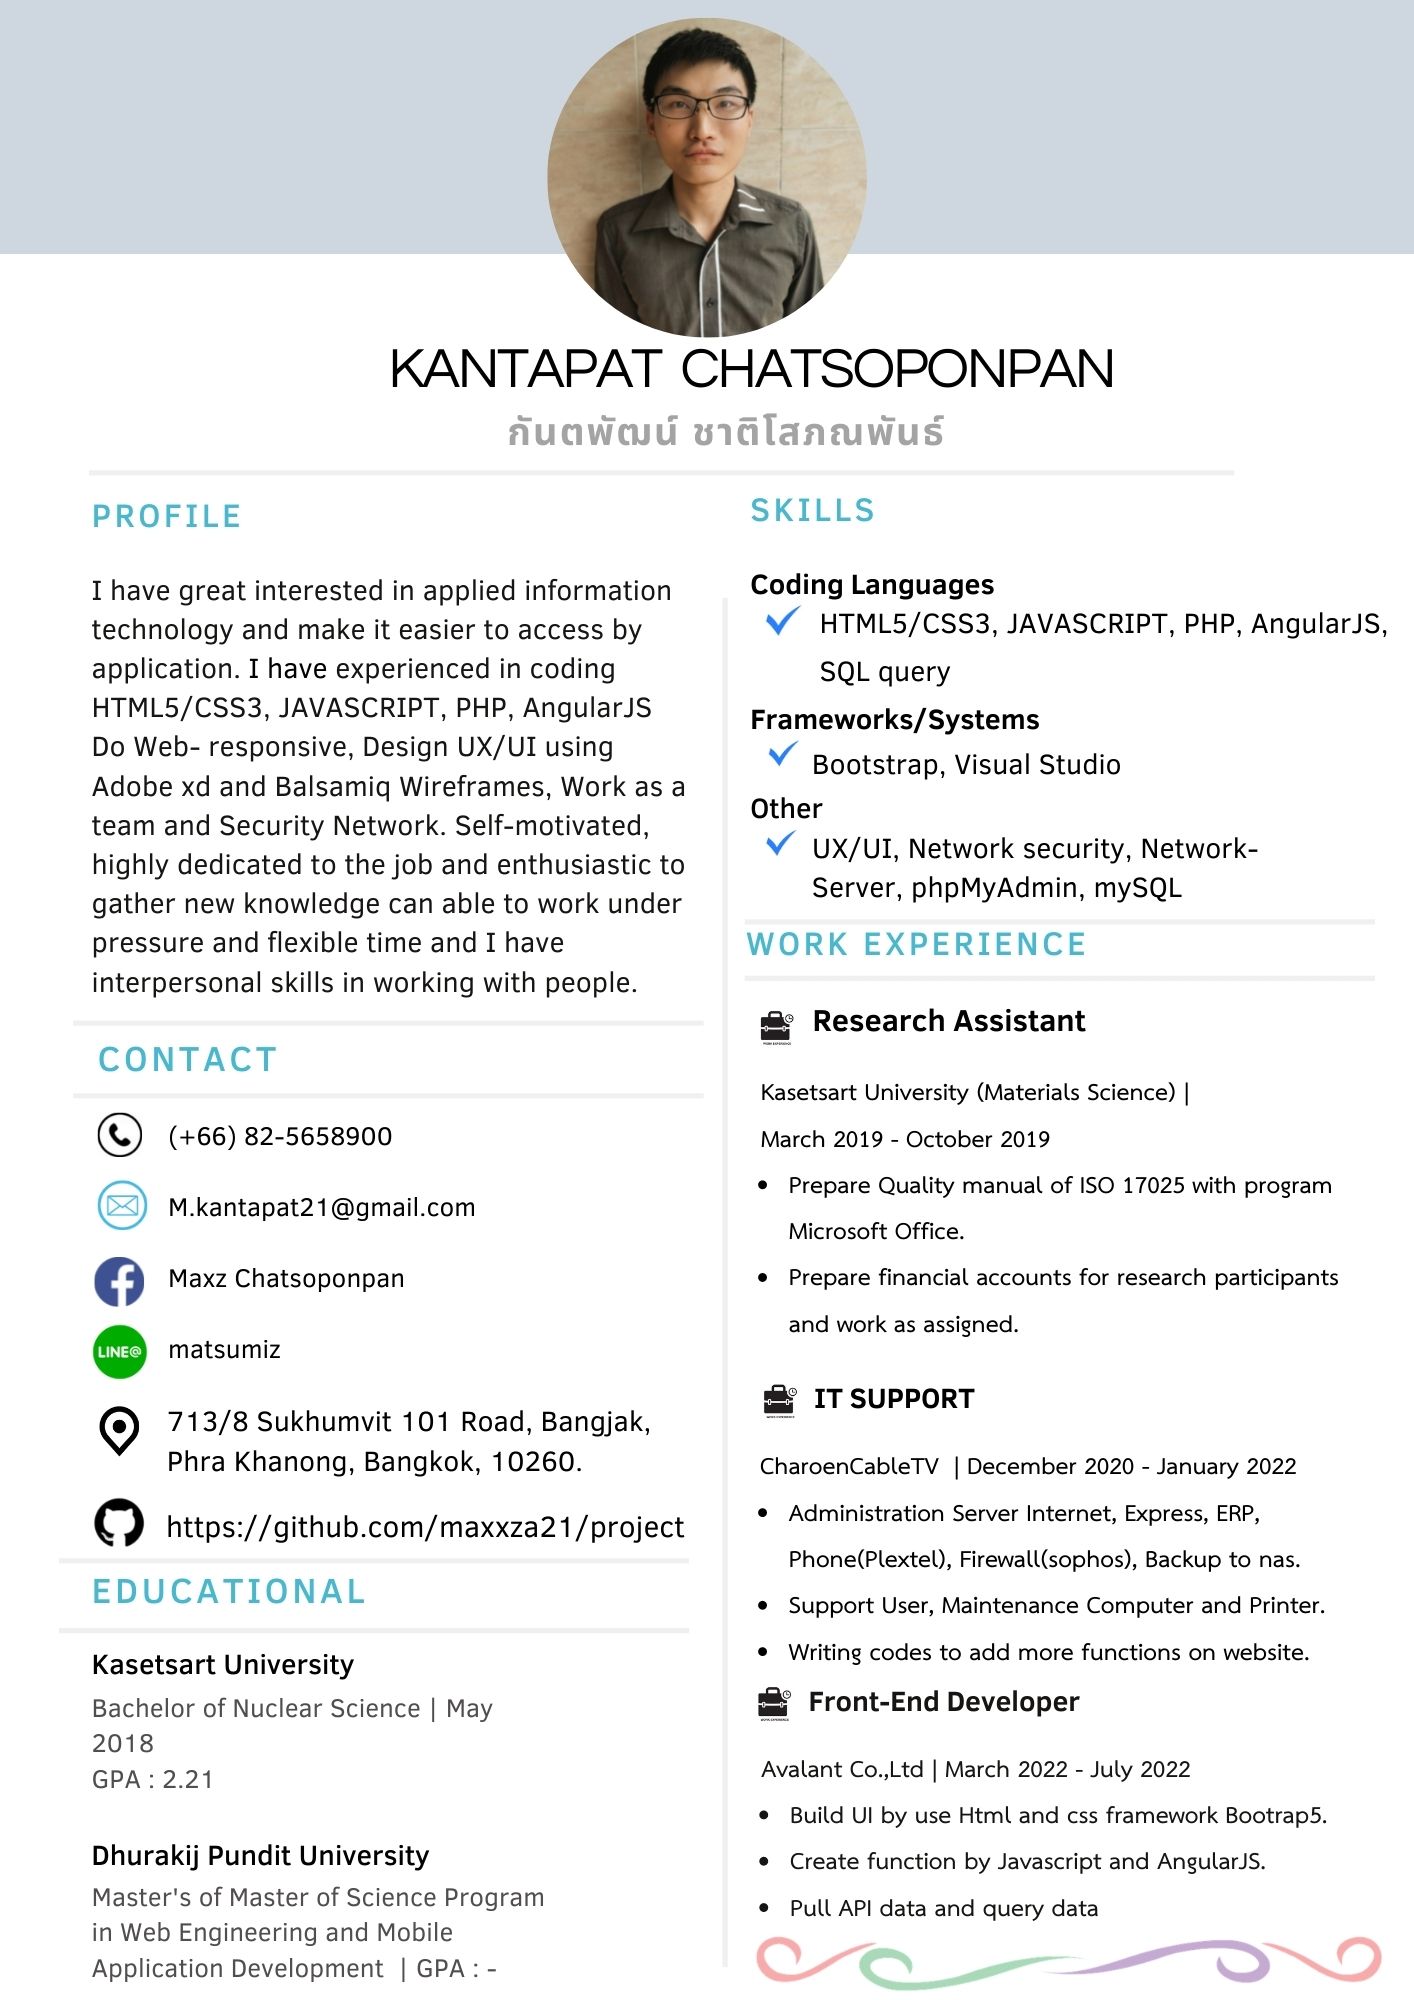 KANTAPAT CHATSOPONPAN
กันตพัฒน์ ชาติโสภณพันธ์
PROFILE
I have great interested in applied information
technology and make it easier to access by
application. I have experienced in coding
HTML5/CSS3, JAVASCRIPT, PHP, AngularJS
Do Web- responsive, Design UX/UI using
Adobe xd and Balsamiq Wireframes, Work as a
team and Security Network. Self-motivated,
highly dedicated to the job and enthusiastic to
gather new knowledge can able to work under
pressure and flexible time and I have
interpersonal skills in working with people.
CONTACT
(+66) 82-5658900
M.kantapat21@gmail.com
Maxz Chatsoponpan
LINE@
matsumiz
713/8 Sukhumvit 101 Road, Bangjak,
Phra Khanong, Bangkok, 10260.
https://github.com/maxxza21/project
EDUCATIONAL
Kasetsart University
Bachelor of Nuclear Science | May
2018
GPA : 2.21
Dhurakij Pundit University
Master's of Master of Science Program
in Web Engineering and Mobile
Application Development | GPA : -
SKILLS
Coding Languages
HTML5/CSS3, JAVASCRIPT, PHP, AngularJS,
SQL query
Frameworks/Systems
Bootstrap, Visual Studio
Other
UX/UI, Network security, Network-
Server, phpMyAdmin, mySQL
WORK EXPERIENCE
Research Assistant
Kasetsart University (Materials Science) |
March 2019 - October 2019
• Prepare Quality manual of ISO 17025 with program
Microsoft Office.
• Prepare financial accounts for research participants
and work as assigned.
IT SUPPORT
CharoenCableTV | December 2020 - January 2022
• Administration Server Internet, Express, ERP,
Phone(Plextel), Firewall(sophos), Backup to nas.
• Support User, Maintenance Computer and Printer.
• Writing codes to add more functions on website.
Front-End Developer
Avalant Co.,Ltd | March 2022 - July 2022
• Build UI by use Html and css framework Bootrap5.
• Create function by Javascript and AngularJS.
• Pull API data and query data